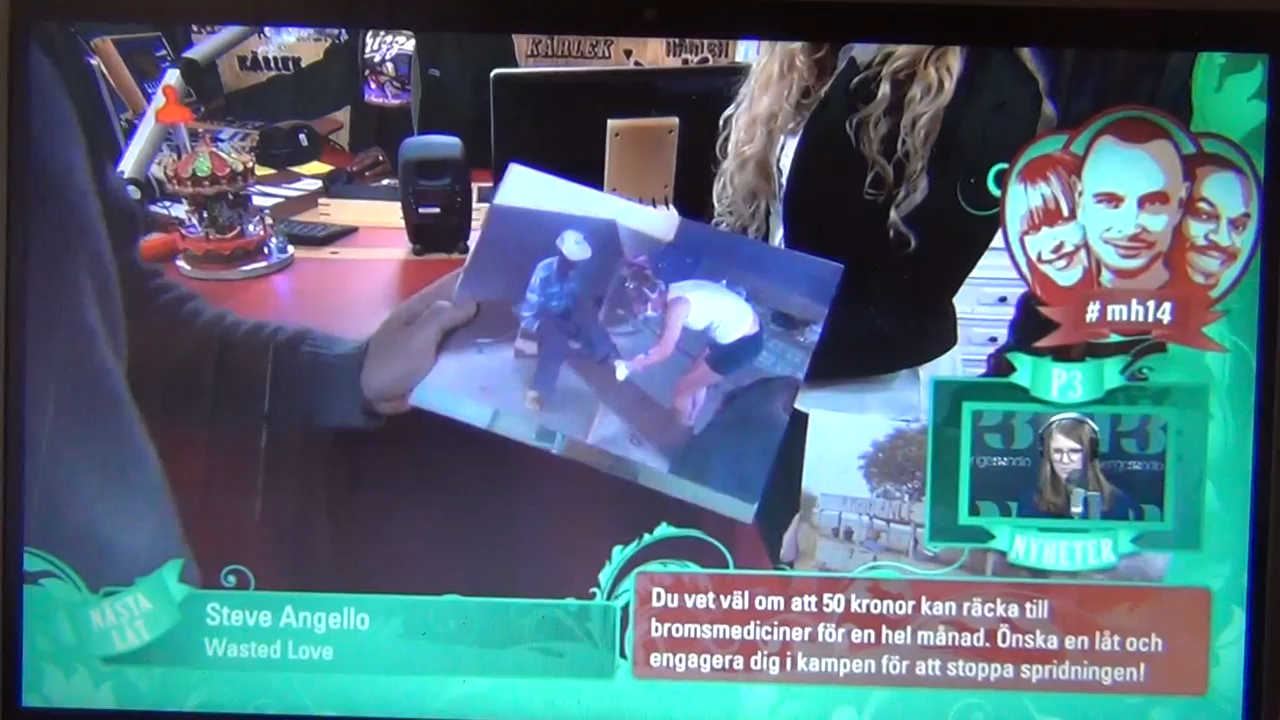 KÄRLEK
KÄRLEK
# mh14
P3
NYHETER
NÄSTA
LÅT
Steve Angello
Wasted Love
Du vet väl om att 50 kronor kan räcka till
bromsmediciner för en hel månad. Önska en låt och
engagera dig i kampen för att stoppa spridningen!